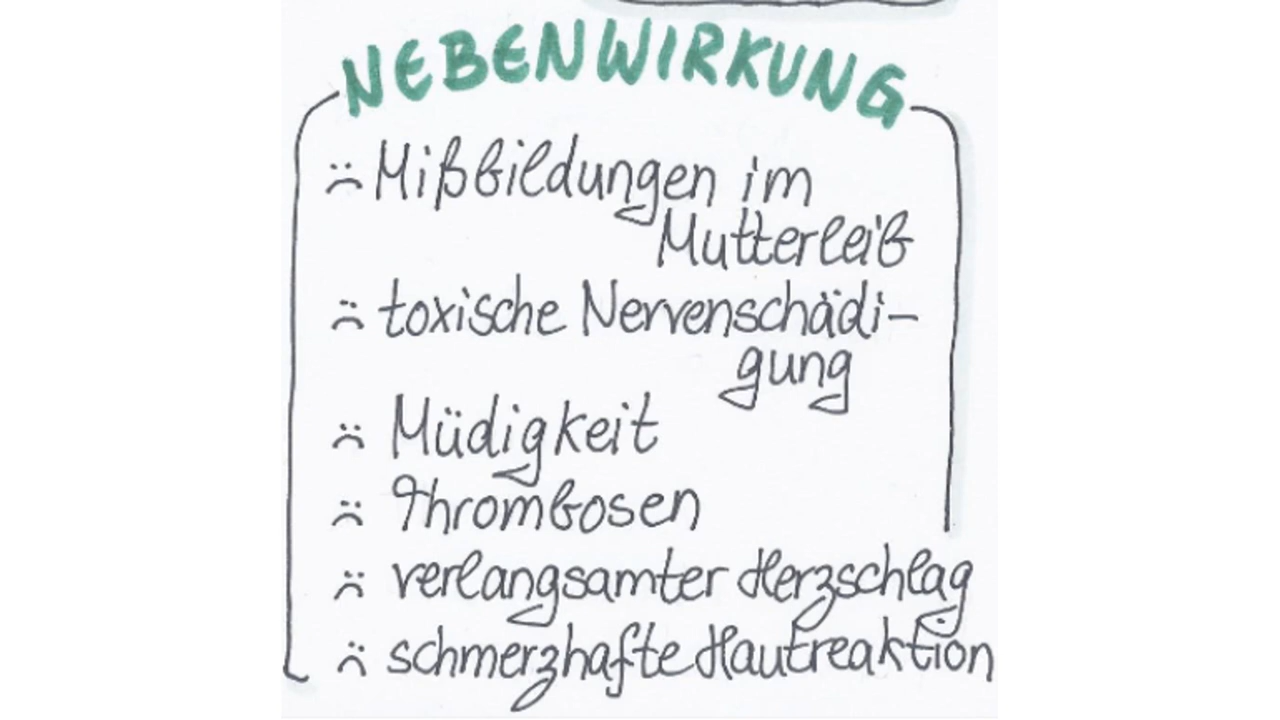 NEBENWIRKUNG
Mißbildungen im
Mutterleib
toxische Nervenschädi-
gung
Müdigkeit
Thrombosen
verlangsamter Herzschlag
schmerzhafte Hautreaktion